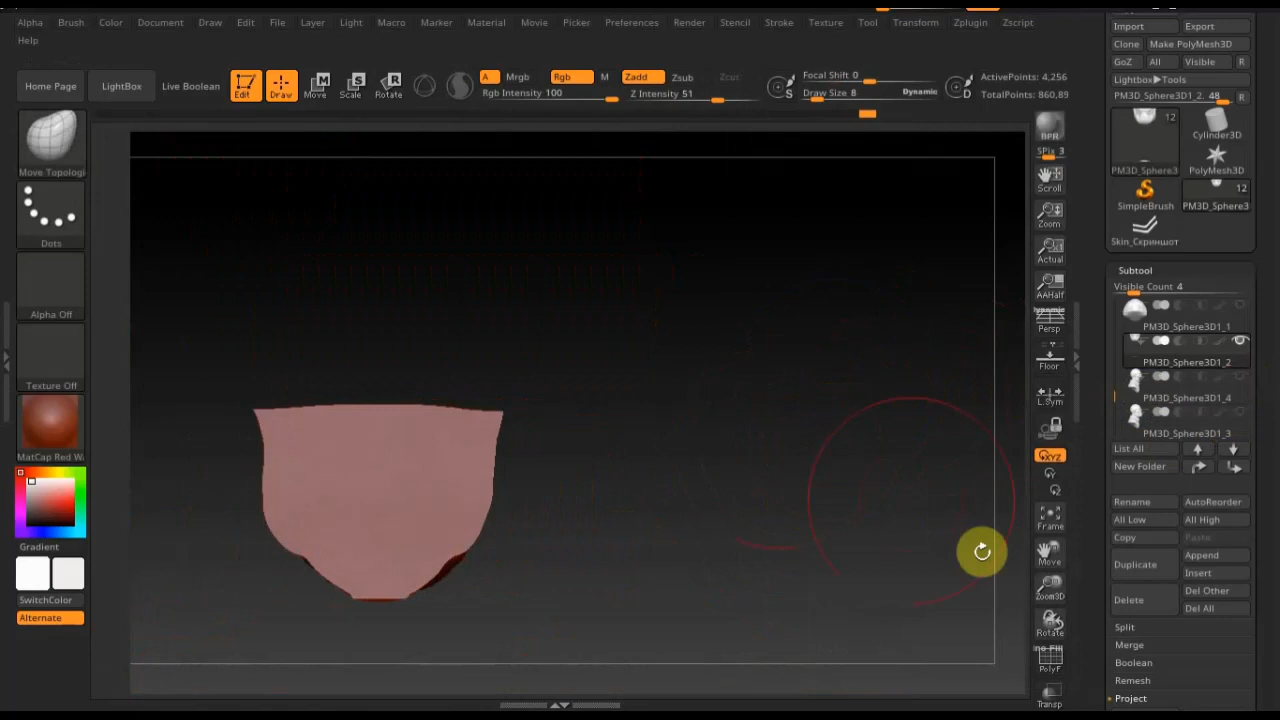 Alpha Brush Color Document Draw Edit File Layer Light Macro Marker Material Movie Picker Preferences Render Stencil Stroke Texture Tool Transform Zplugin Zscript
Help
Home Page
LightBox
Live Boolean
Edit
Draw
Move
Scale
Rotate
A
Mrgb
Rgb
M
Rgb Intensity 100
Zadd
Zsub
Zcut
Z Intensity 51
S
Focal Shift 0
Draw Size 8
Dynamic
D
ActivePoints: 4,256
TotalPoints: 860,89
Move Topologi
Dots
Alpha Off
Texture Off
MatCap Red W
Gradient
SwitchColor
Alternate
BPR
SPix 3
Scroll
Zoom
Actual
AAHalf
Dynamic
Persp
Floor
L.Sym
XYZ
Y
Z
Frame
Move
Zoom3D
Rotate
PolyF
Transp
Import
Export
Clone
Make PolyMesh3D
GoZ
All
Visible
R
Lightbox▶Tools
PM3D_Sphere3D1_2. 48
R
12
Cylinder3D
PM3D_Sphere3
PolyMesh3D
12
SimpleBrush
PM3D_Sphere3
Skin_Скриншот
Subtool
Visible Count 4
PM3D_Sphere3D1_1
PM3D_Sphere3D1_2
PM3D_Sphere3D1_4
PM3D_Sphere3D1_3
List All
New Folder
Rename
AutoReorder
All Low
All High
Copy
Paste
Duplicate
Append
Insert
Delete
Del Other
Del All
Split
Merge
Boolean
Remesh
Project